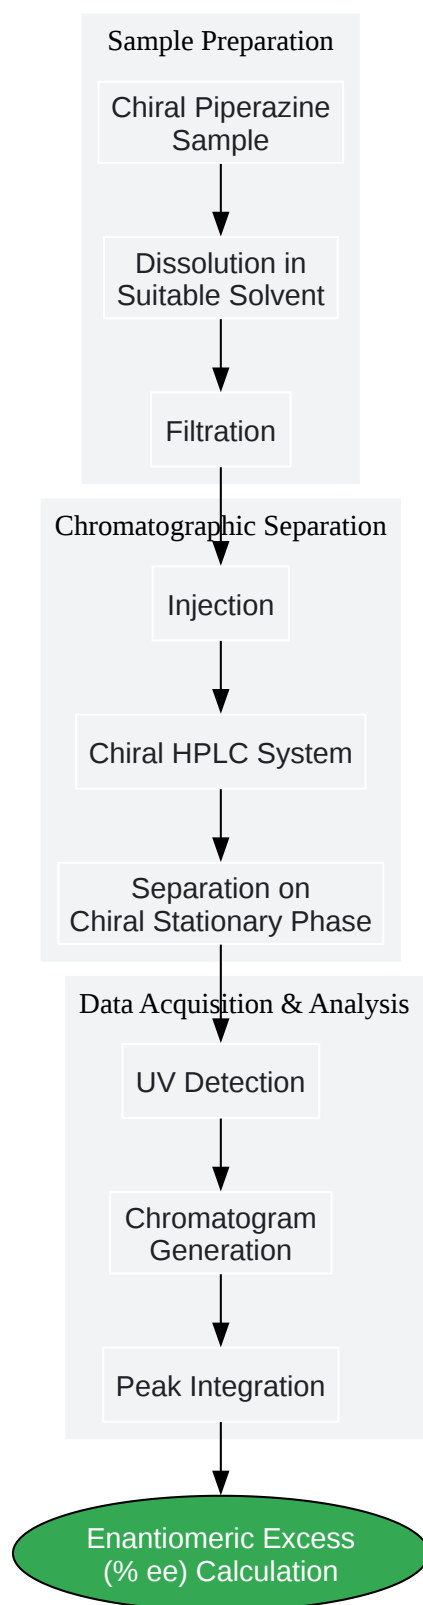 Sample Preparation
Chiral Piperazine
Sample
Dissolution in
Suitable Solvent
Filtration
Chromatographic Separation
Injection
Chiral HPLC System
Separation on
Chiral Stationary Phase
Data Acquisition & Analysis
UV Detection
Chromatogram
Generation
Peak Integration
Enantiomeric Excess
(% ee) Calculation